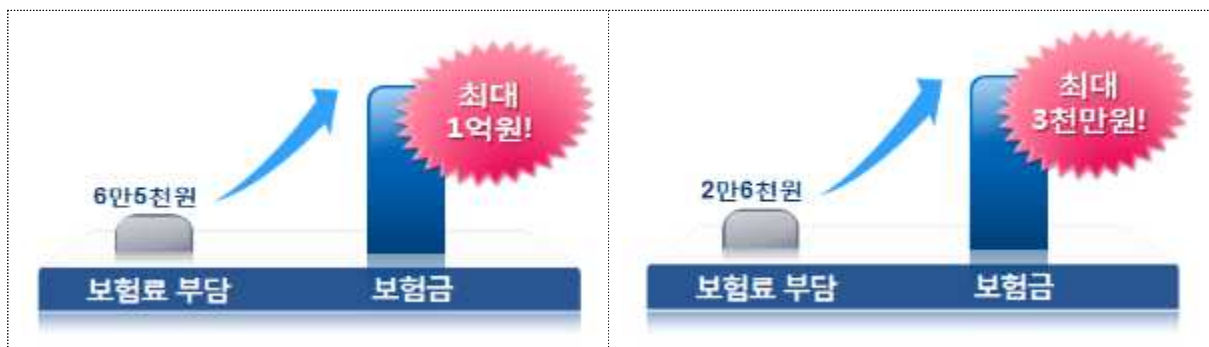 최대
1억원!
6만5천원
보험료 부담 보험금
최대
3천만원!
2만6천원
보험료 부담 보험금